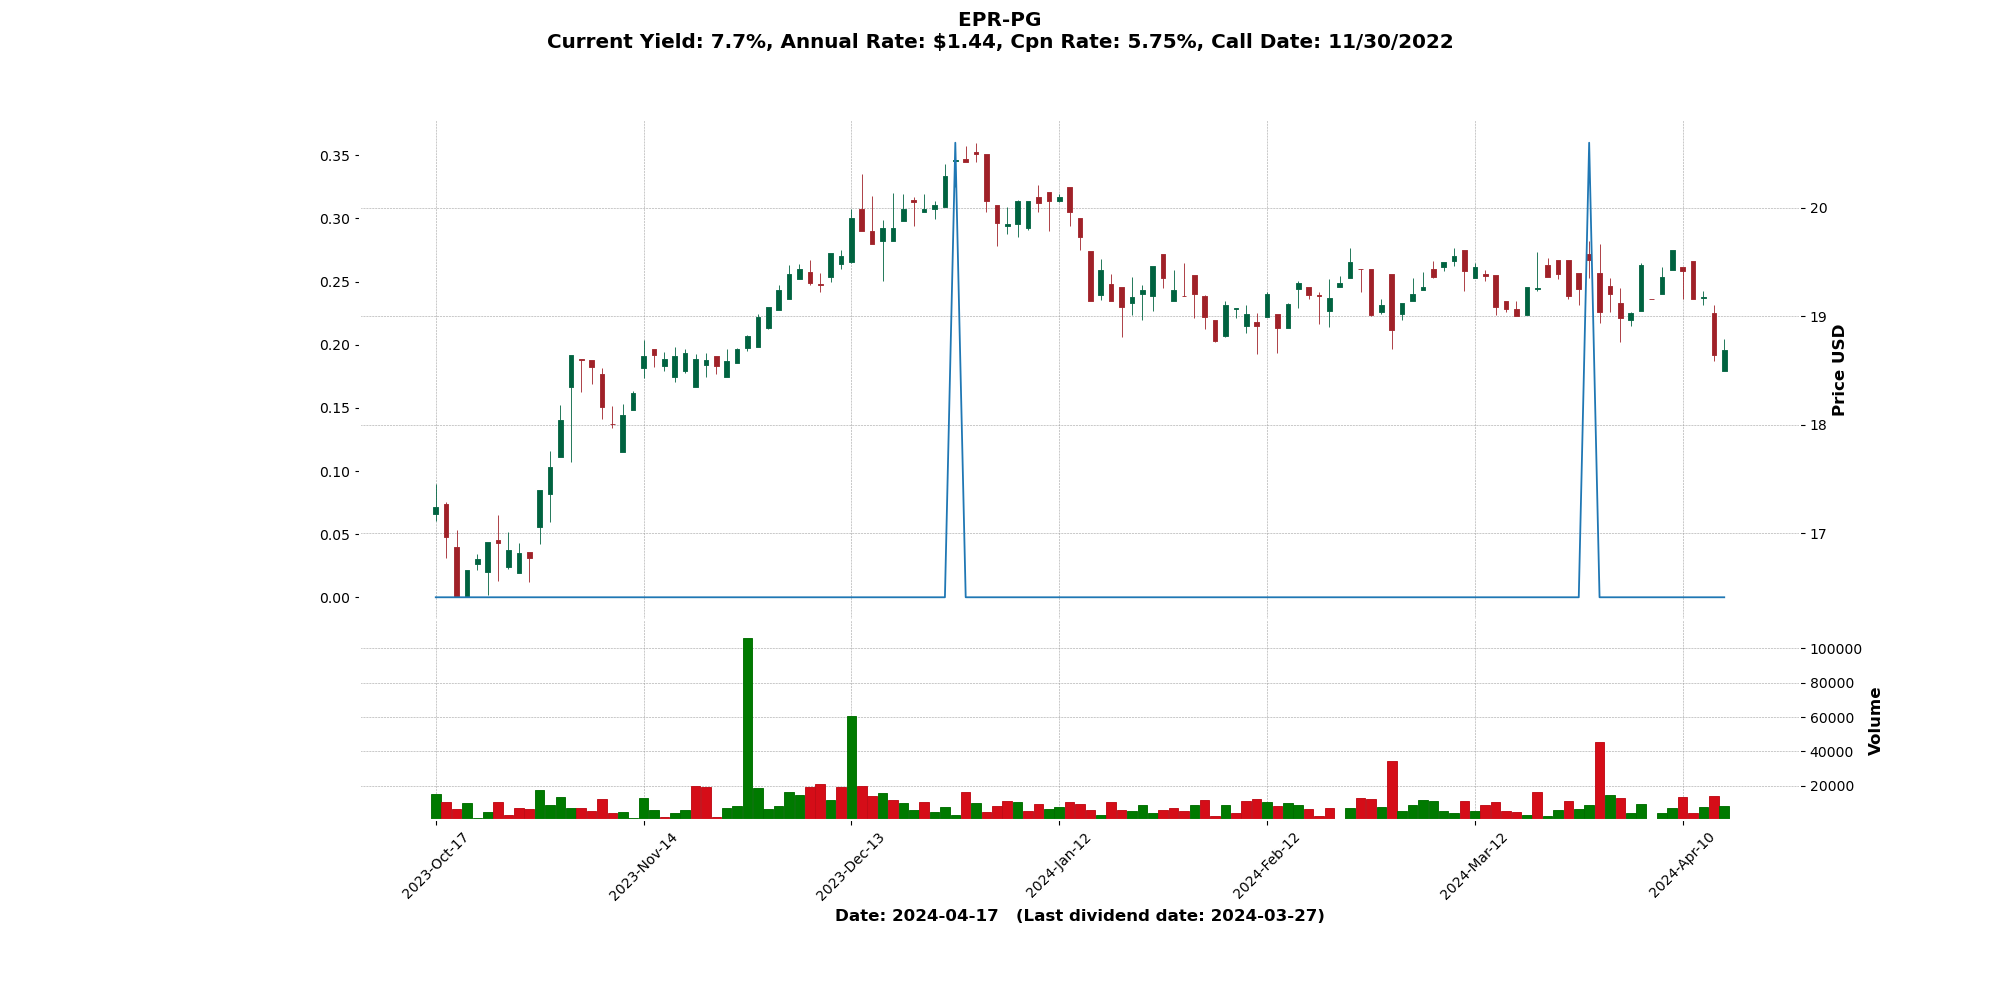 EPR-PG
Current Yield: 7.7%, Annual Rate: $1.44, Cpn Rate: 5.75%, Call Date: 11/30/2022
0.35
0.30
0.25
0.20
0.15
0.10
0.05
0.00
20
19
18
17
Price USD
100000
80000
60000
40000
20000
Volume
2023-Oct-17
2023-Nov-14
2023-Dec-13
2024-Jan-12
2024-Feb-12
2024-Mar-12
2024-Apr-10
Date: 2024-04-17 (Last dividend date: 2024-03-27)